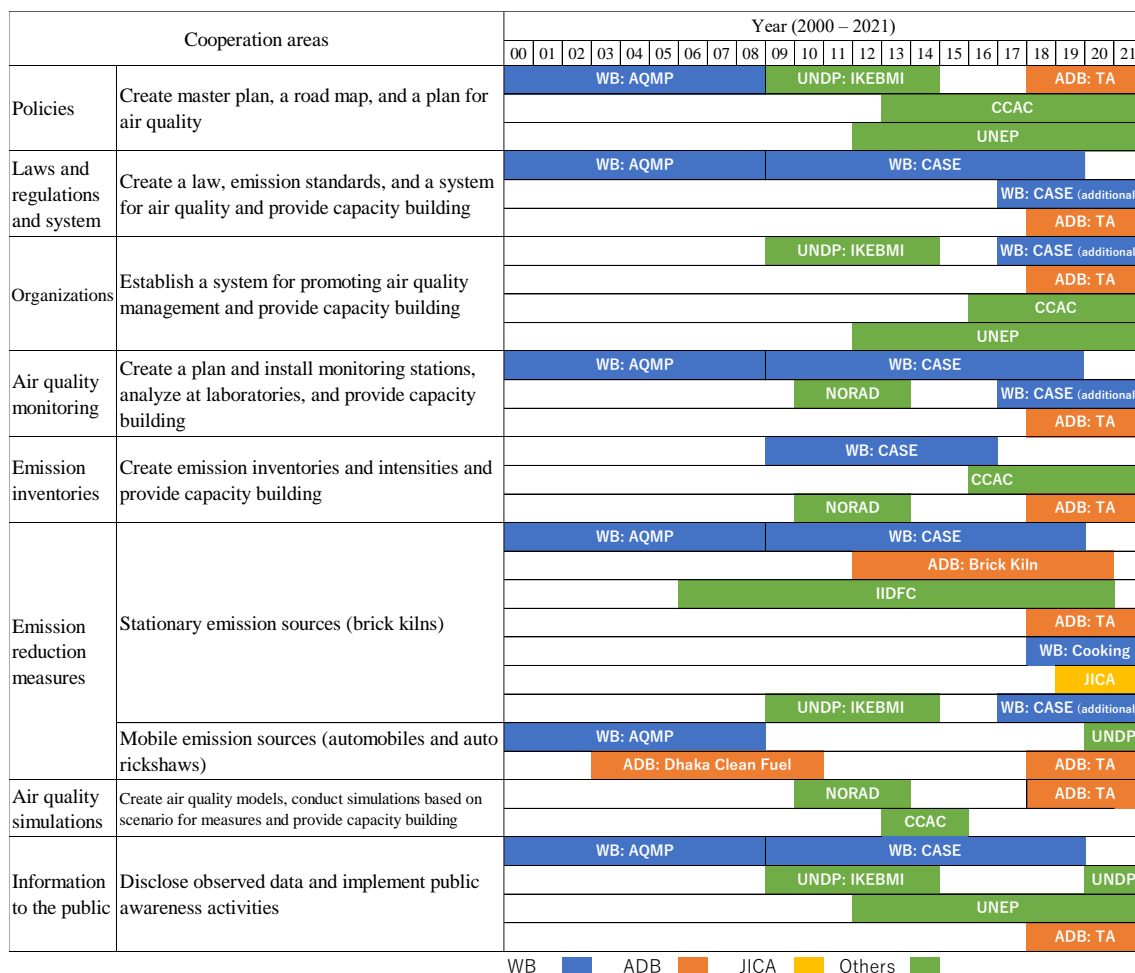 Cooperation areas
Year (2000 – 2021)
00 01 02 03 04 05 06 07 08 09 10 11 12 13 14 15 16 17 18 19 20 21
Policies
Create master plan, a road map, and a plan for
air quality
WB: AQMP UNDP: IKEBMI ADB: TA
CCAC
UNEP
Laws and
regulations
and system
Create a law, emission standards, and a system
for air quality and provide capacity building
WB: AQMP WB: CASE
WB: CASE (additional
ADB: TA
Organizations
Establish a system for promoting air quality
management and provide capacity building
UNDP: IKEBMI WB: CASE (additional
ADB: TA
CCAC
UNEP
Air quality
monitoring
Create a plan and install monitoring stations,
analyze at laboratories, and provide capacity
building
WB: AQMP WB: CASE
NORAD WB: CASE (additional
ADB: TA
Emission
inventories
Create emission inventories and intensities and
provide capacity building
WB: CASE
CCAC
NORAD ADB: TA
Emission
reduction
measures
Stationary emission sources (brick kilns)
WB: AQMP WB: CASE
ADB: Brick Kiln
IIDFC
ADB: TA
WB: Cooking
JICA
UNDP: IKEBMI WB: CASE (additional
Mobile emission sources (automobiles and auto
rickshaws)
WB: AQMP UNDP
ADB: Dhaka Clean Fuel ADB: TA
Air quality
simulations
Create air quality models, conduct simulations based on
scenario for measures and provide capacity building
NORAD ADB: TA
CCAC
Information
to the public
Disclose observed data and implement public
awareness activities
WB: AQMP WB: CASE
UNDP: IKEBMI UNDP
UNEP
ADB: TA
WB ADB JICA Others